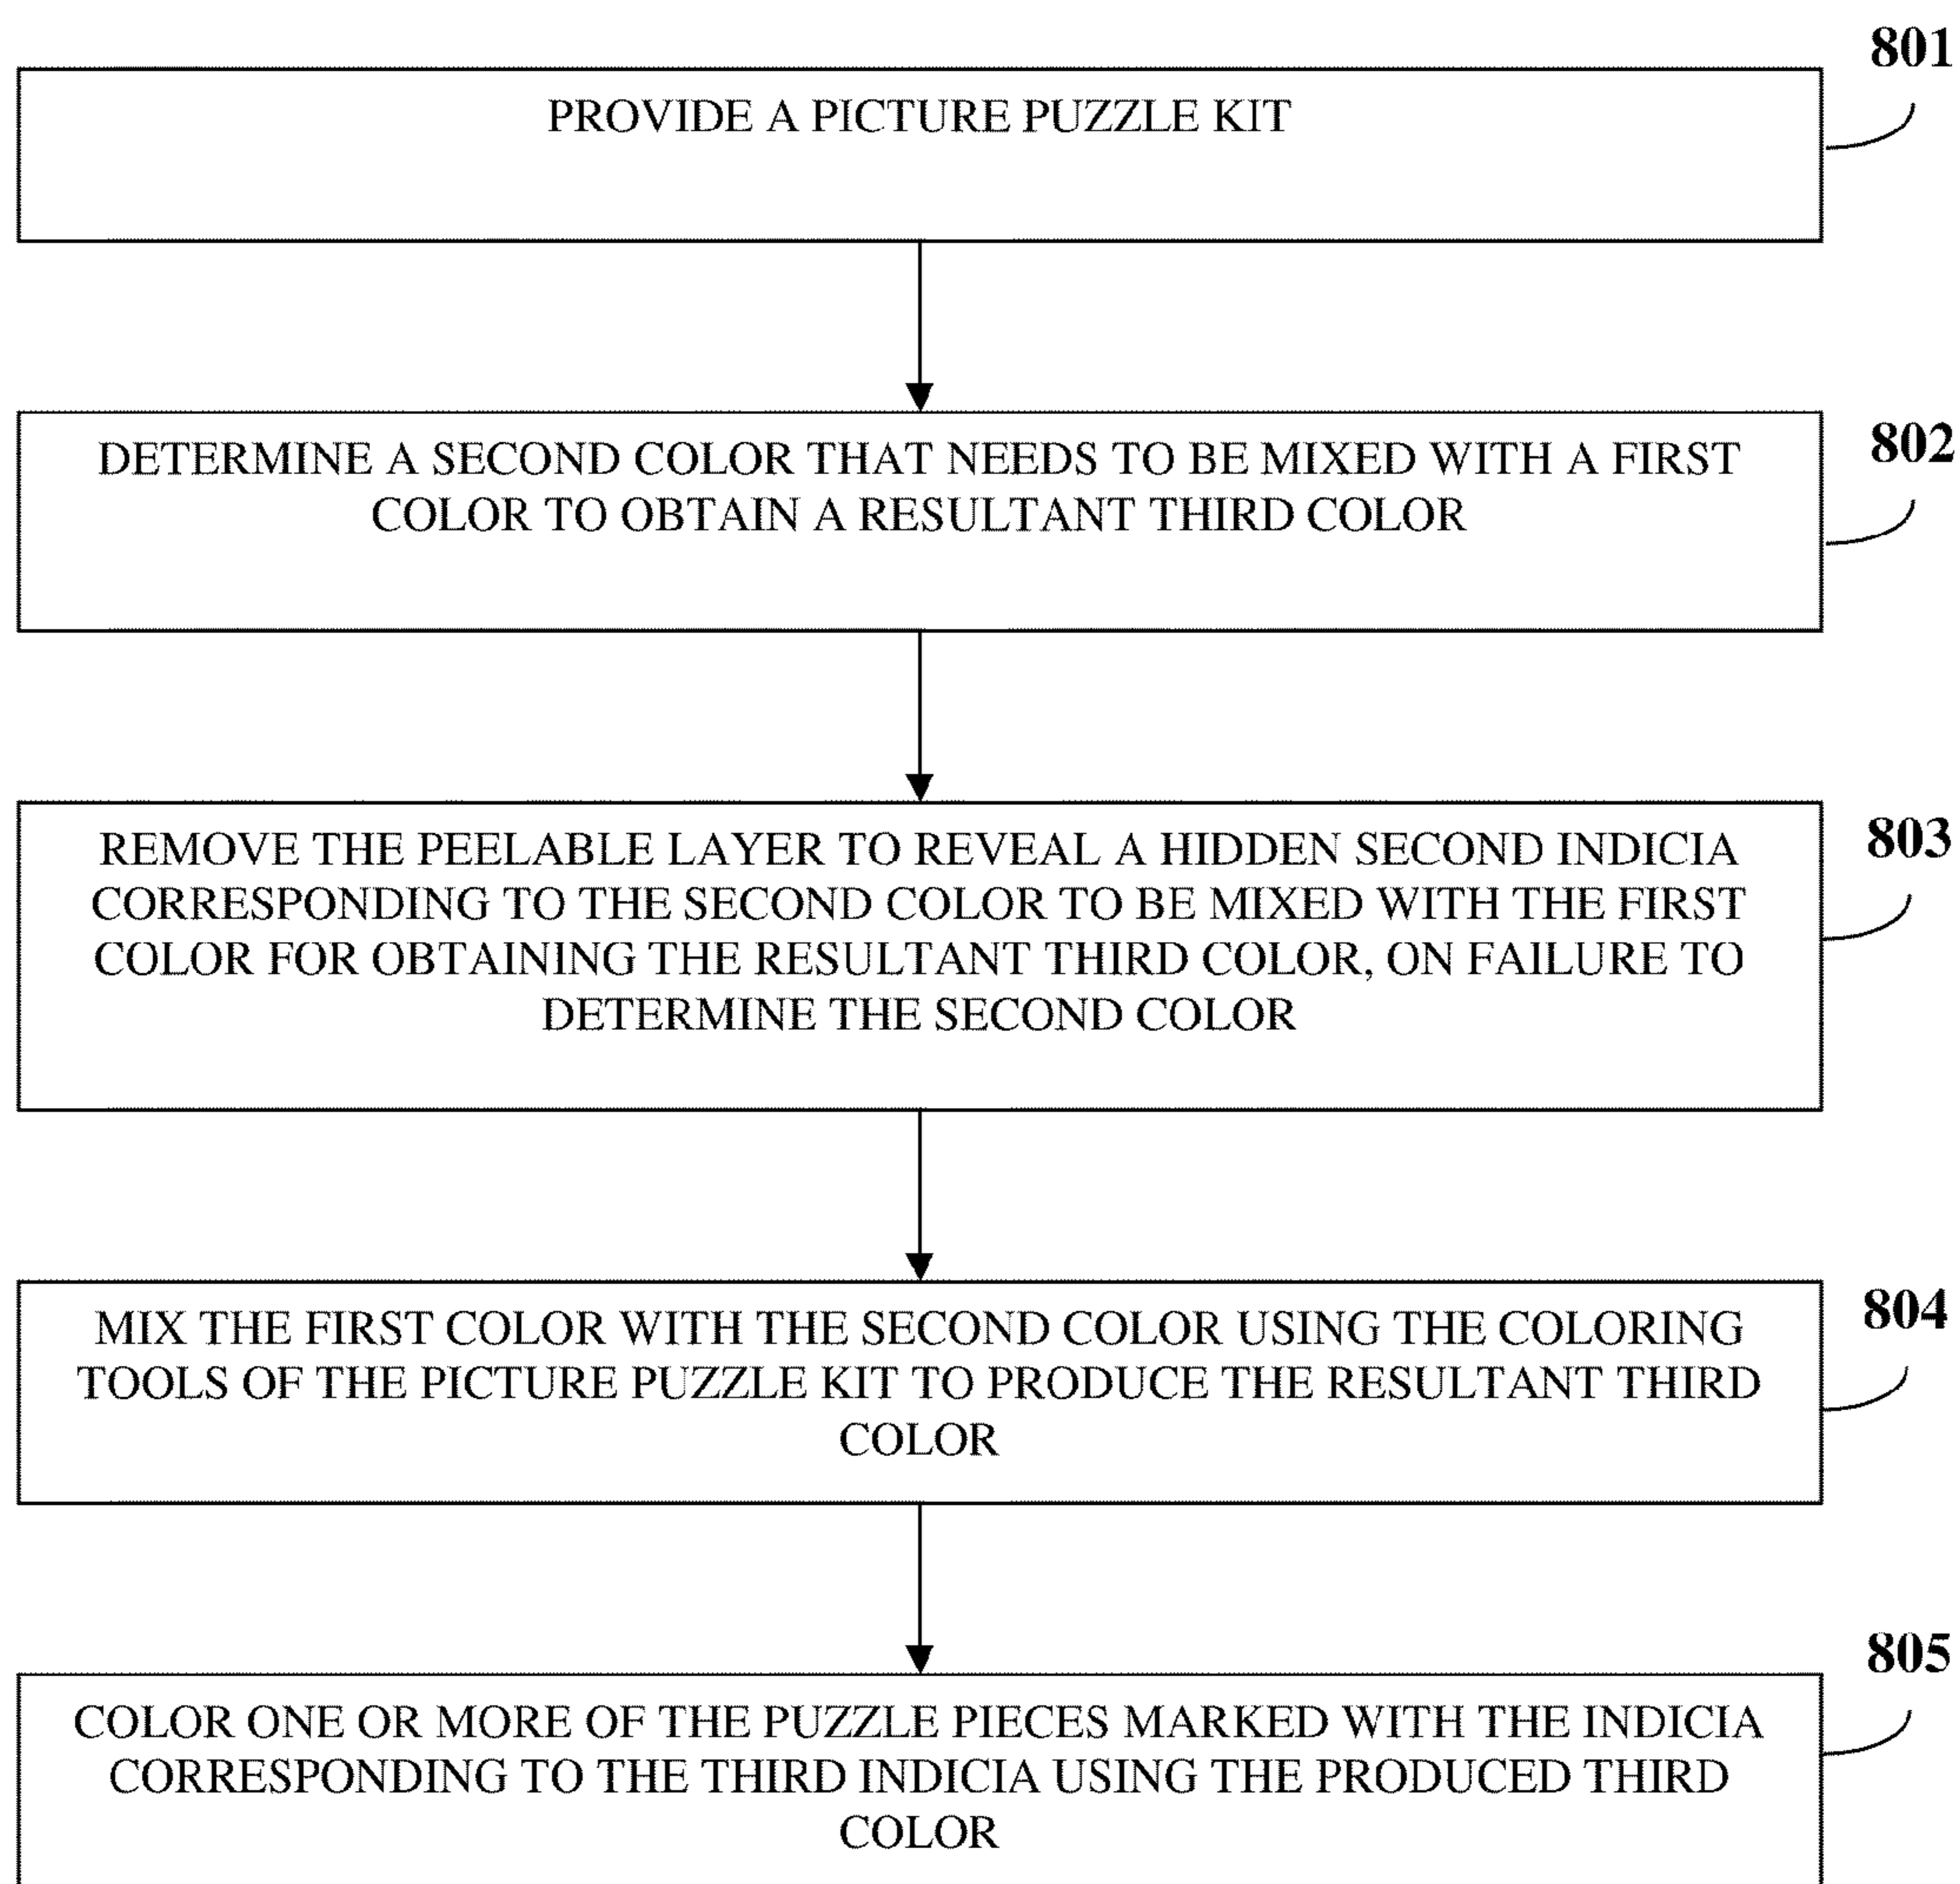 801
PROVIDE A PICTURE PUZZLE KIT
802
DETERMINE A SECOND COLOR THAT NEEDS TO BE MIXED WITH A FIRST
COLOR TO OBTAIN A RESULTANT THIRD COLOR
803
REMOVE THE PEELABLE LAYER TO REVEAL A HIDDEN SECOND INDICIA
CORRESPONDING TO THE SECOND COLOR TO BE MIXED WITH THE FIRST
COLOR FOR OBTAINING THE RESULTANT THIRD COLOR, ON FAILURE TO
DETERMINE THE SECOND COLOR
804
MIX THE FIRST COLOR WITH THE SECOND COLOR USING THE COLORING
TOOLS OF THE PICTURE PUZZLE KIT TO PRODUCE THE RESULTANT THIRD
COLOR
805
COLOR ONE OR MORE OF THE PUZZLE PIECES MARKED WITH THE INDICIA
CORRESPONDING TO THE THIRD INDICIA USING THE PRODUCED THIRD
COLOR